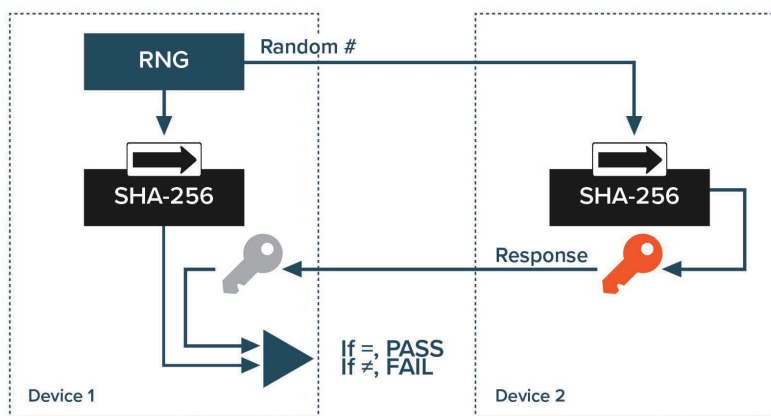 RNG
Random #
SHA-256
SHA-256
Response
If =, PASS
If ≠, FAIL
Device 1
Device 2